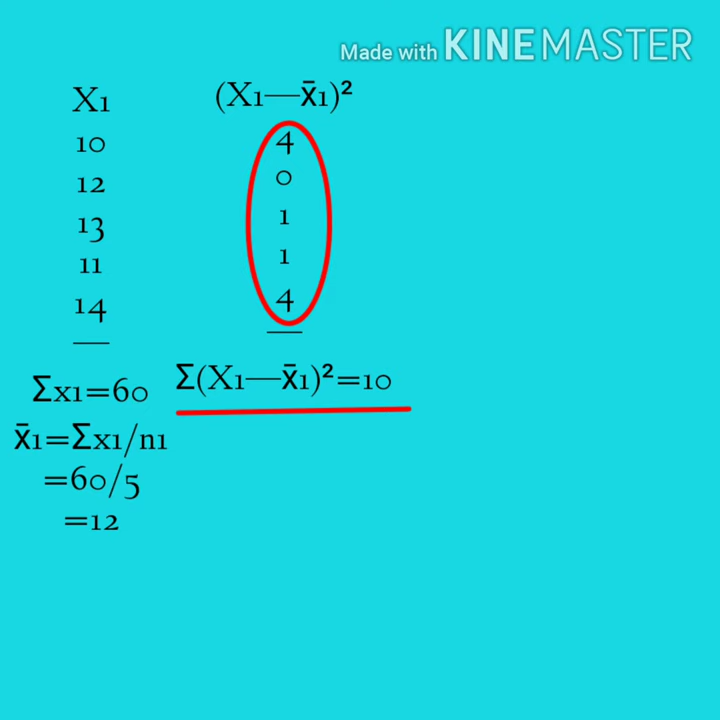 Made with KINEMASTER
X1 (X1—x̄1)²
10 4
12 0
13 1
11 1
14 4
Σx1=60 Σ(X1—x̄1)²=10
x̄1=Σx1/n1
=60/5
=12